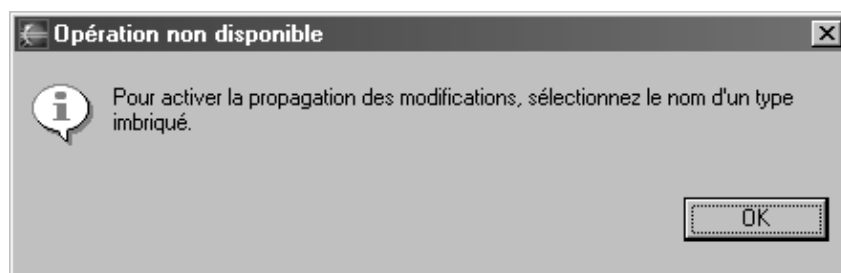 Opération non disponible
Pour activer la propagation des modifications, sélectionnez le nom d'un type
imbriqué.
OK